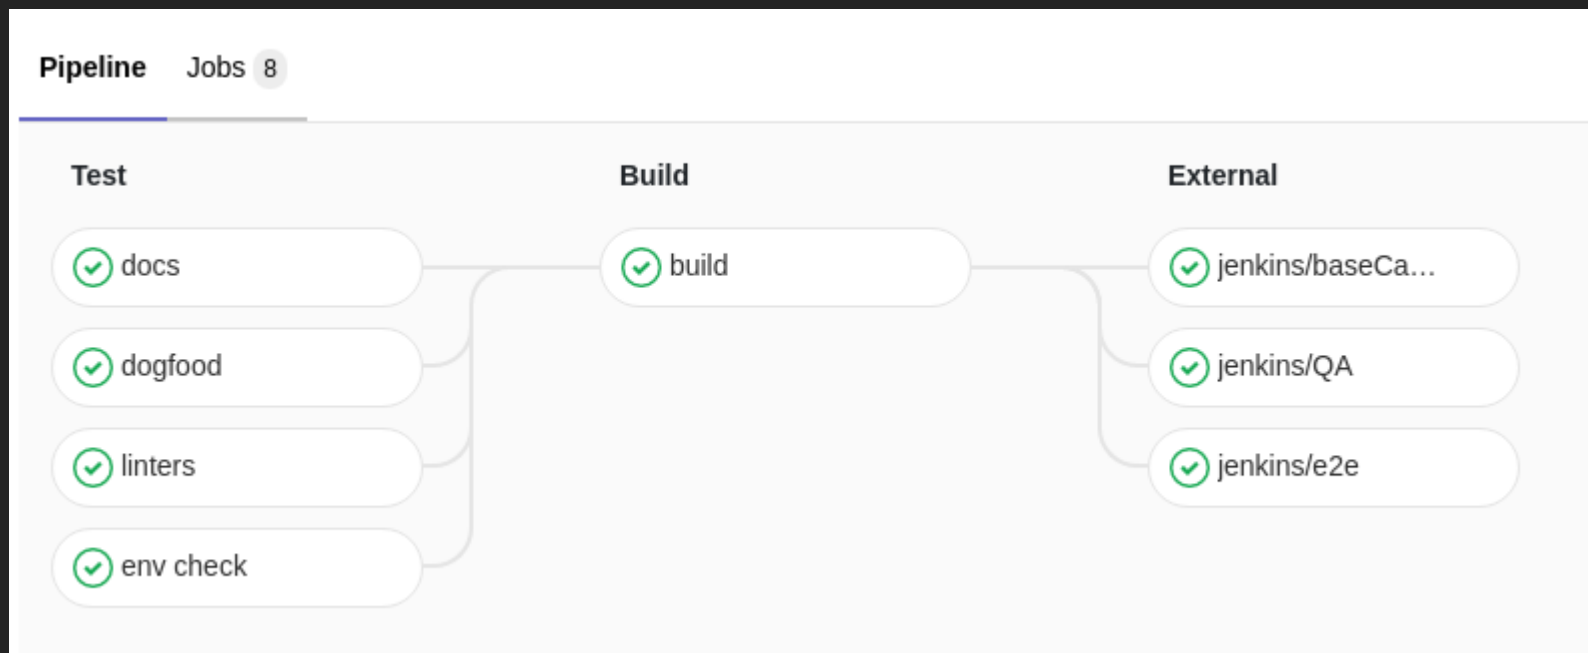 Pipeline Jobs 8
Test Build External
docs build jenkins/baseCa...
dogfood jenkins/QA
linters jenkins/e2e
env check